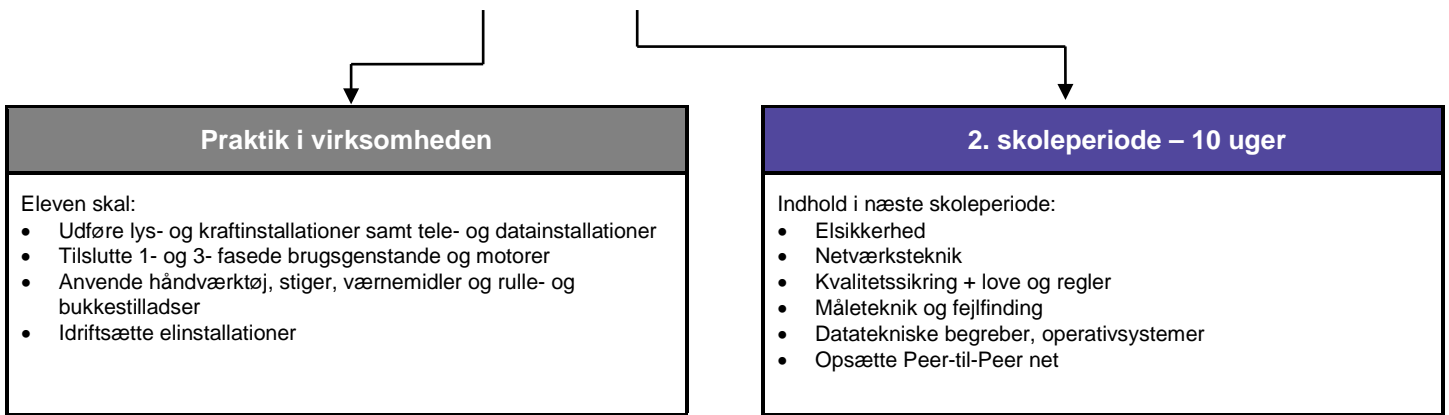 Praktik i virksomheden
Eleven skal:
• Udføre lys- og kraftinstallationer samt tele- og datainstallationer
• Tilslutte 1- og 3- fasede brugsgenstande og motorer
• Anvende håndværktøj, stiger, værnemidler og rulle- og
bukkestilladser
• Idriftsætte elinstallationer
2. skoleperiode – 10 uger
Indhold i næste skoleperiode:
• Elsikkerhed
• Netværksteknik
• Kvalitetssikring + love og regler
• Måleteknik og fejlfinding
• Datatekniske begreber, operativsystemer
• Opsætte Peer-til-Peer net